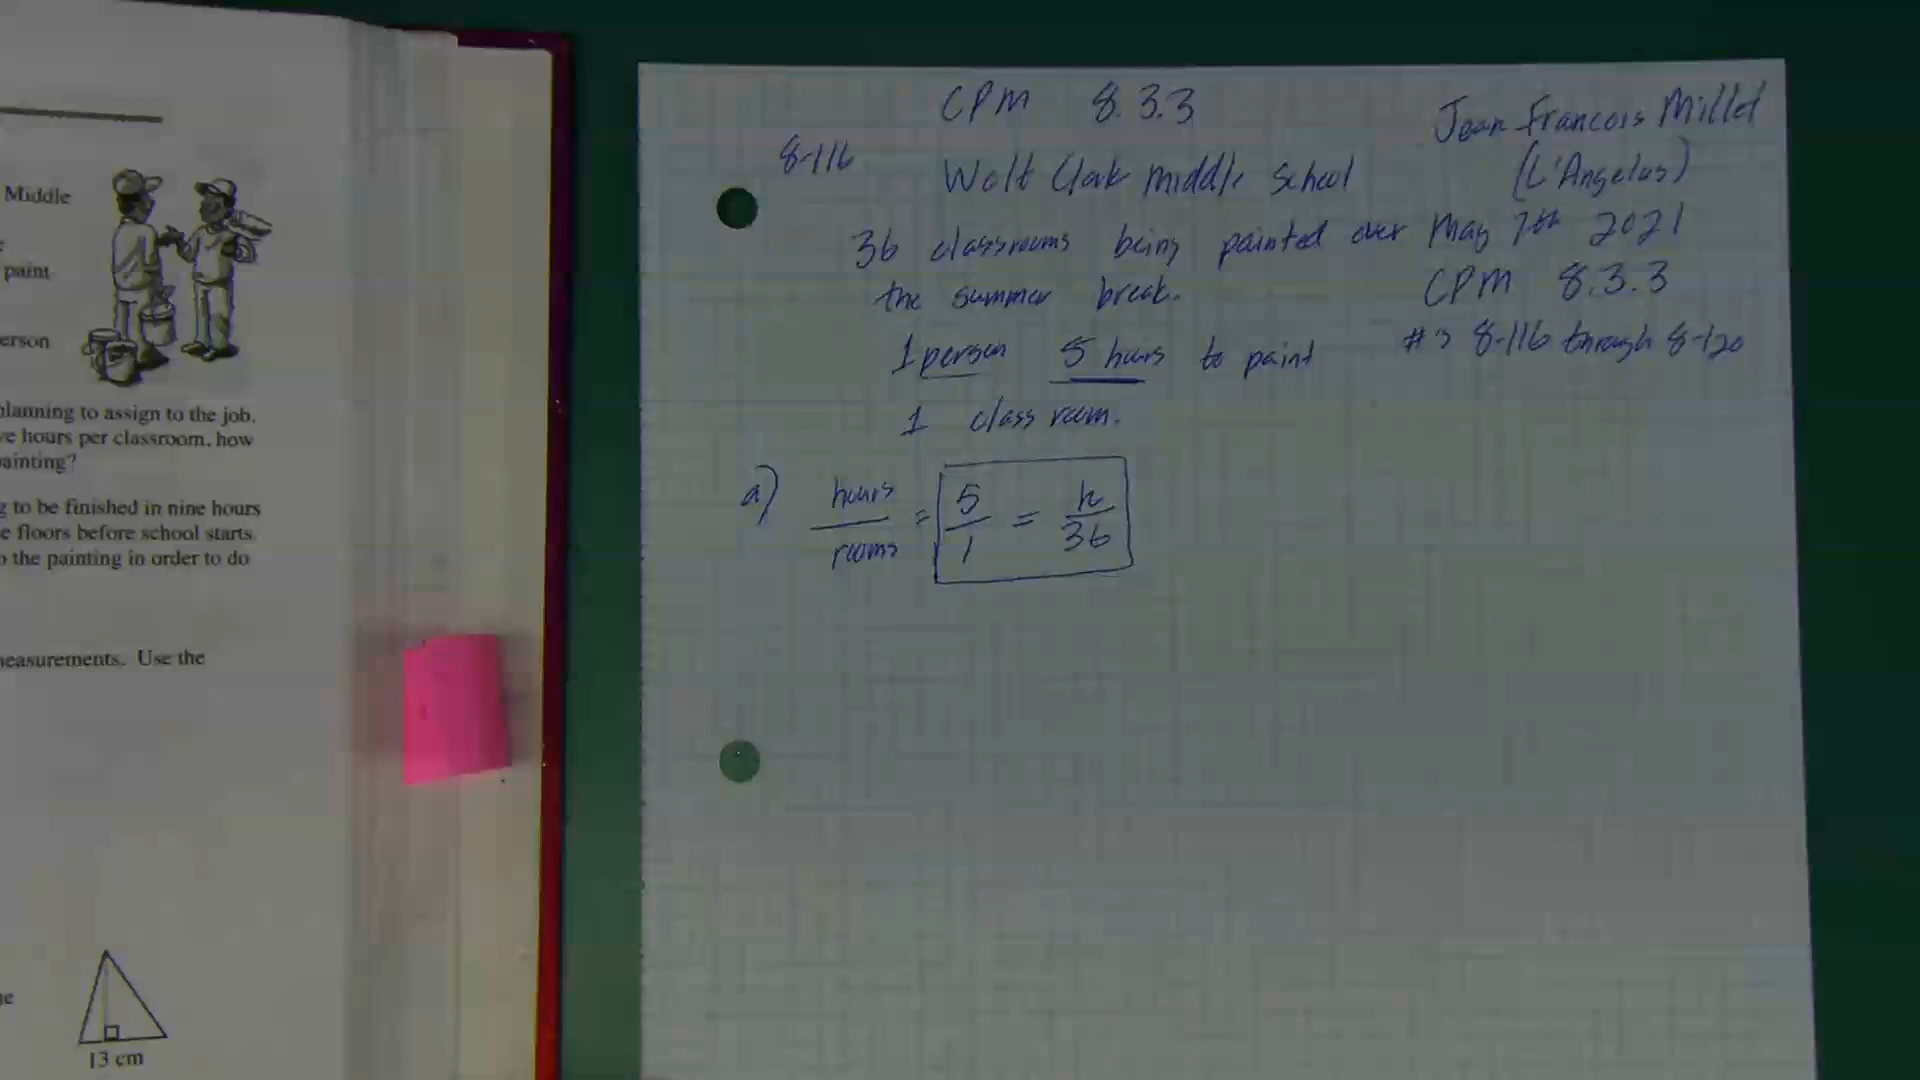 Middle
paint
erson
planning to assign to the job.
ve hours per classroom, how
ainting?
g to be finished in nine hours
e floors before school starts.
o the painting in order to do
measurements. Use the
13 cm
CPM 8.3.3
8-116
Walt Clark Middle School
36 classrooms being painted over
the summer break.
1 person 5 hours to paint
1 class room.
a) hours / rooms = 5/1 = h/36
Jean Francois Millet
(L'Angelus)
May 7th 2021
CPM 8.3.3
#'s 8-116 through 8-120